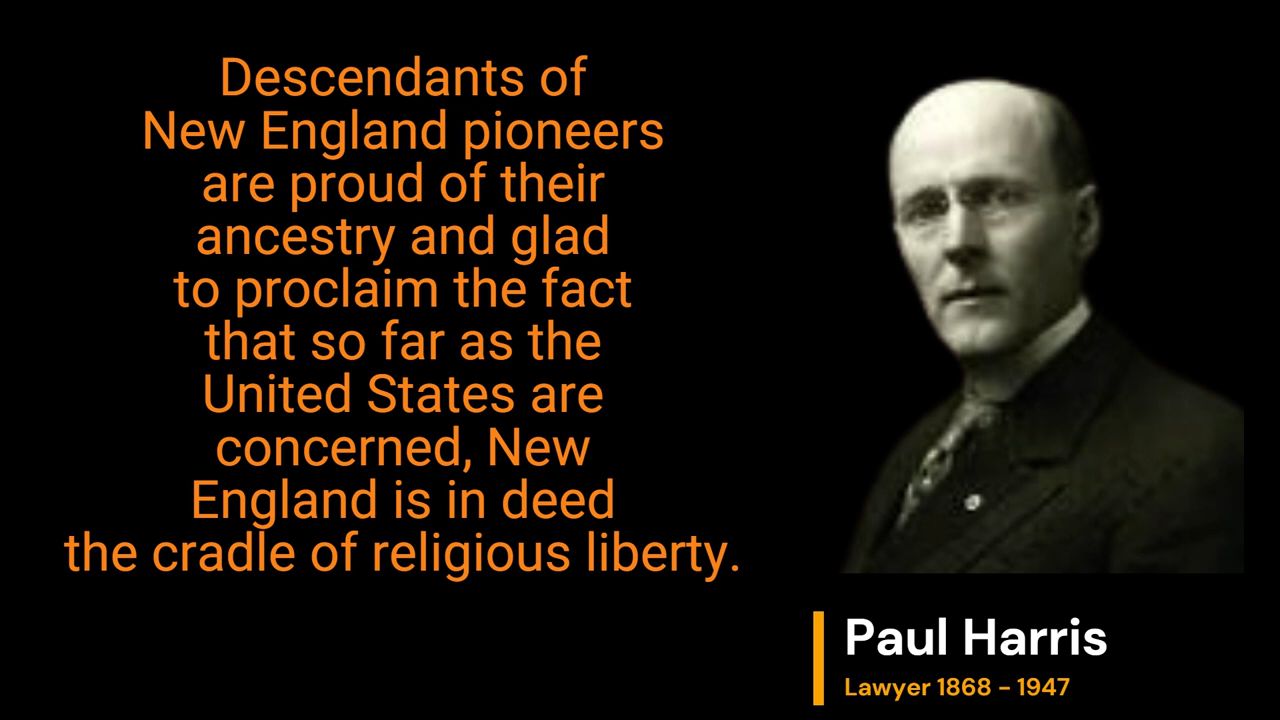 Descendants of
New England pioneers
are proud of their
ancestry and glad
to proclaim the fact
that so far as the
United States are
concerned, New
England is in deed
the cradle of religious liberty.
Paul Harris
Lawyer 1868 - 1947